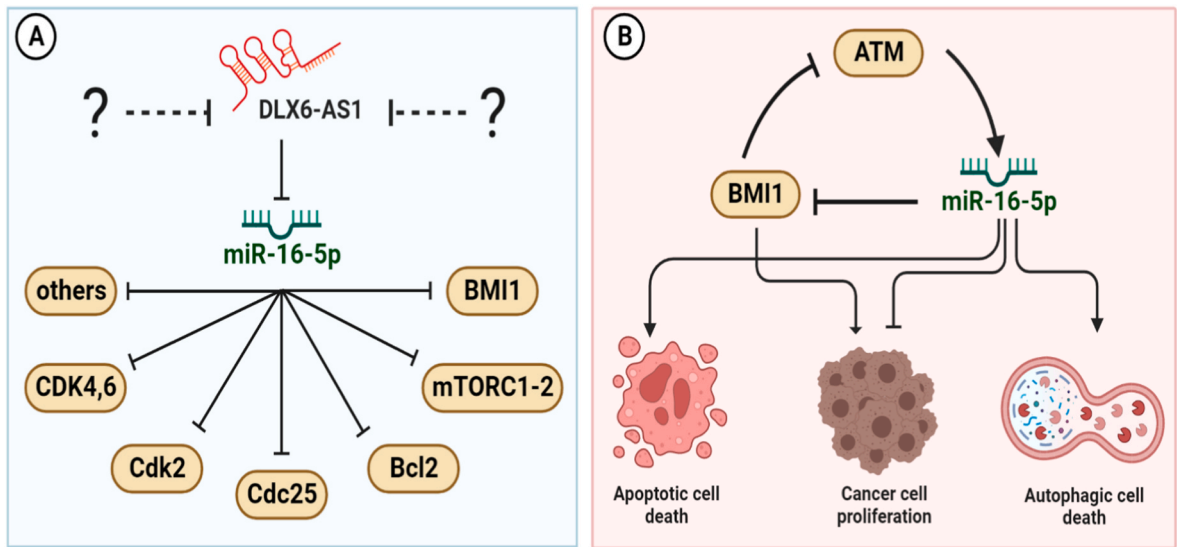 A
?
DLX6-AS1
?
miR-16-5p
others
BMI1
CDK4,6
mTORC1-2
Cdk2
Bcl2
Cdc25
B
ATM
BMI1
miR-16-5p
Apoptotic cell
death
Cancer cell
proliferation
Autophagic cell
death